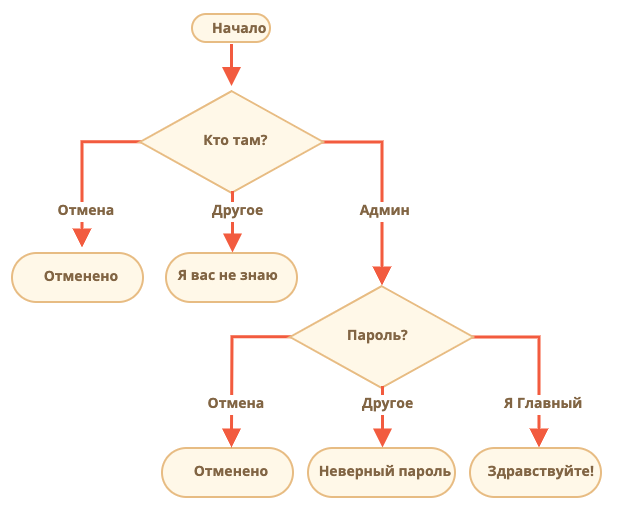 Начало
Кто там?
Отмена
Другое
Админ
Отменено
Я вас не знаю
Пароль?
Отмена
Другое
Я Главный
Отменено
Неверный пароль
Здравствуйте!